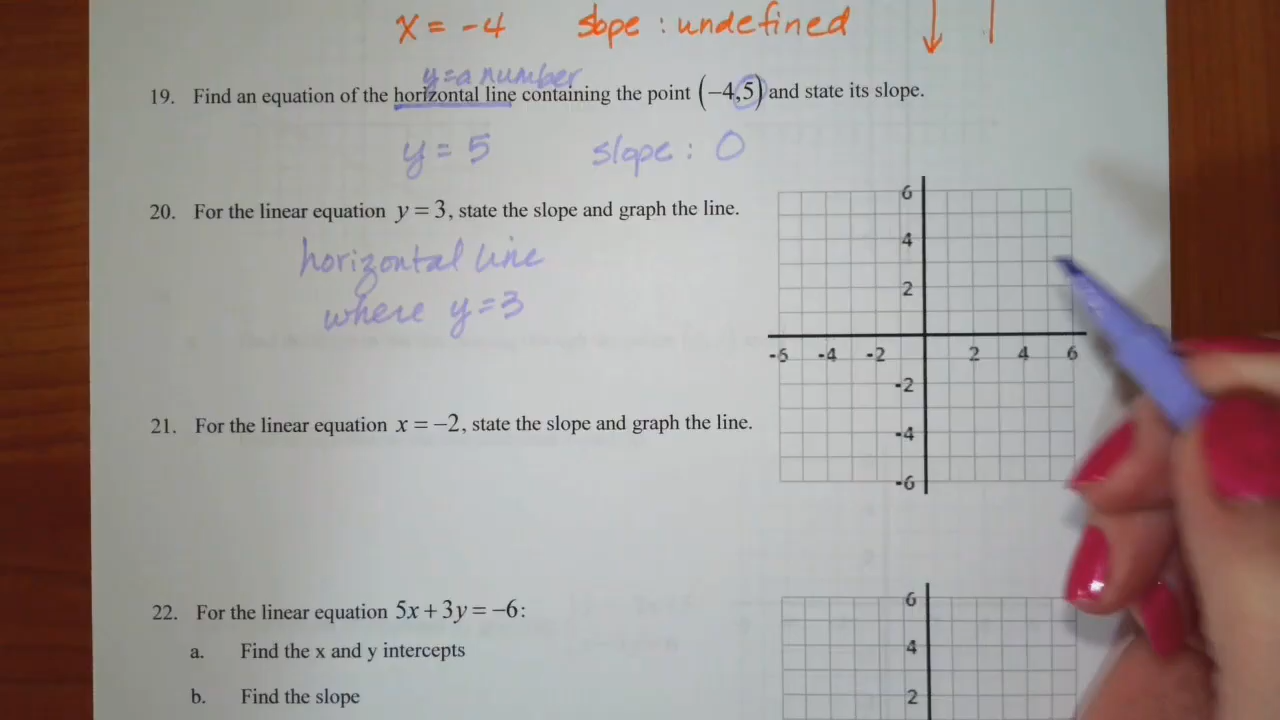 x = -4 slope : undefined
y = a number
19. Find an equation of the horizontal line containing the point (−4,5) and state its slope.
y = 5 slope : 0
20. For the linear equation y = 3, state the slope and graph the line.
horizontal line
where y = 3
6
4
2
-6 -4 -2 2 4 6
-2
-4
-6
21. For the linear equation x = −2, state the slope and graph the line.
22. For the linear equation 5x + 3y = −6:
a. Find the x and y intercepts
b. Find the slope
6
4
2